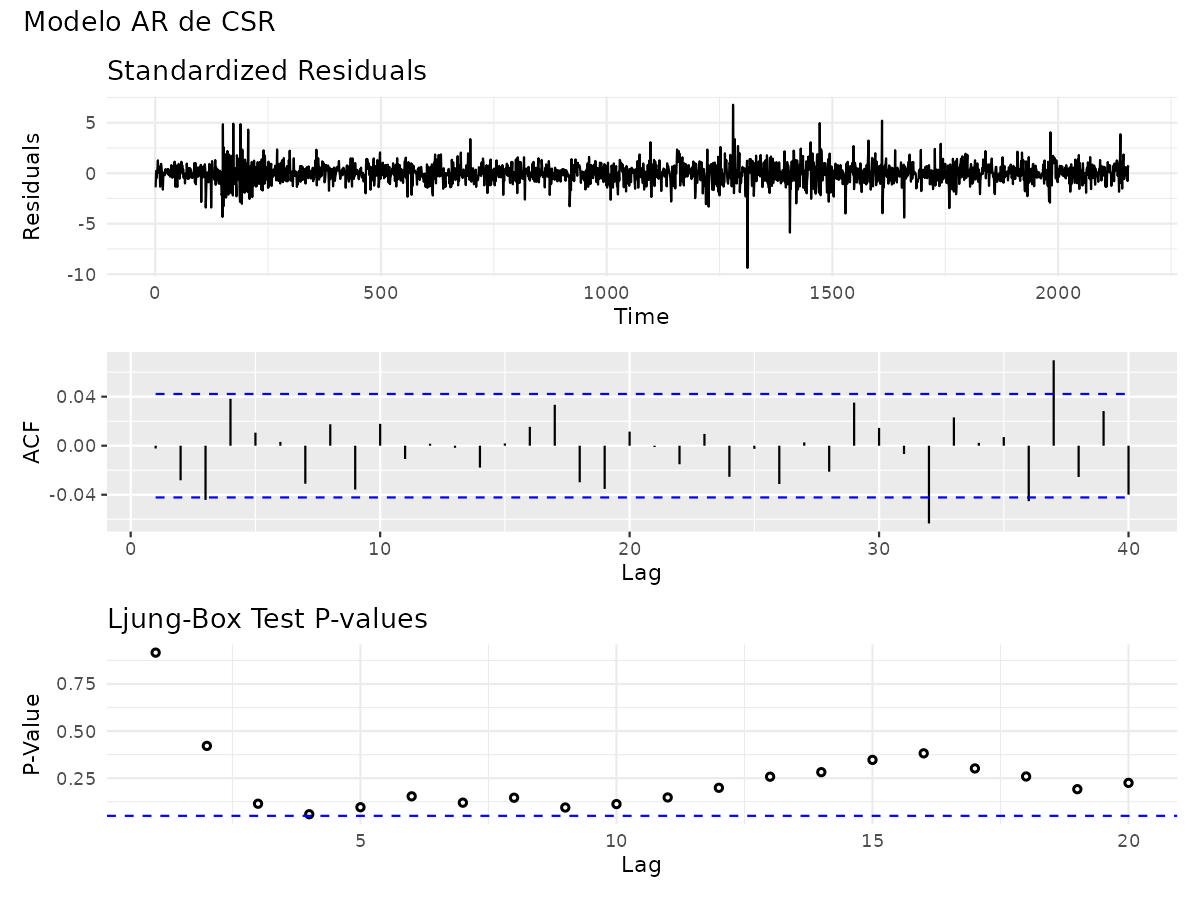 Modelo AR de CSR
Standardized Residuals
Residuals
5
0
-5
-10
0 500 1000 1500 2000
Time
ACF
0.04
0.00
-0.04
0 10 20 30 40
Lag
Ljung-Box Test P-values
P-Value
0.75
0.50
0.25
5 10 15 20
Lag